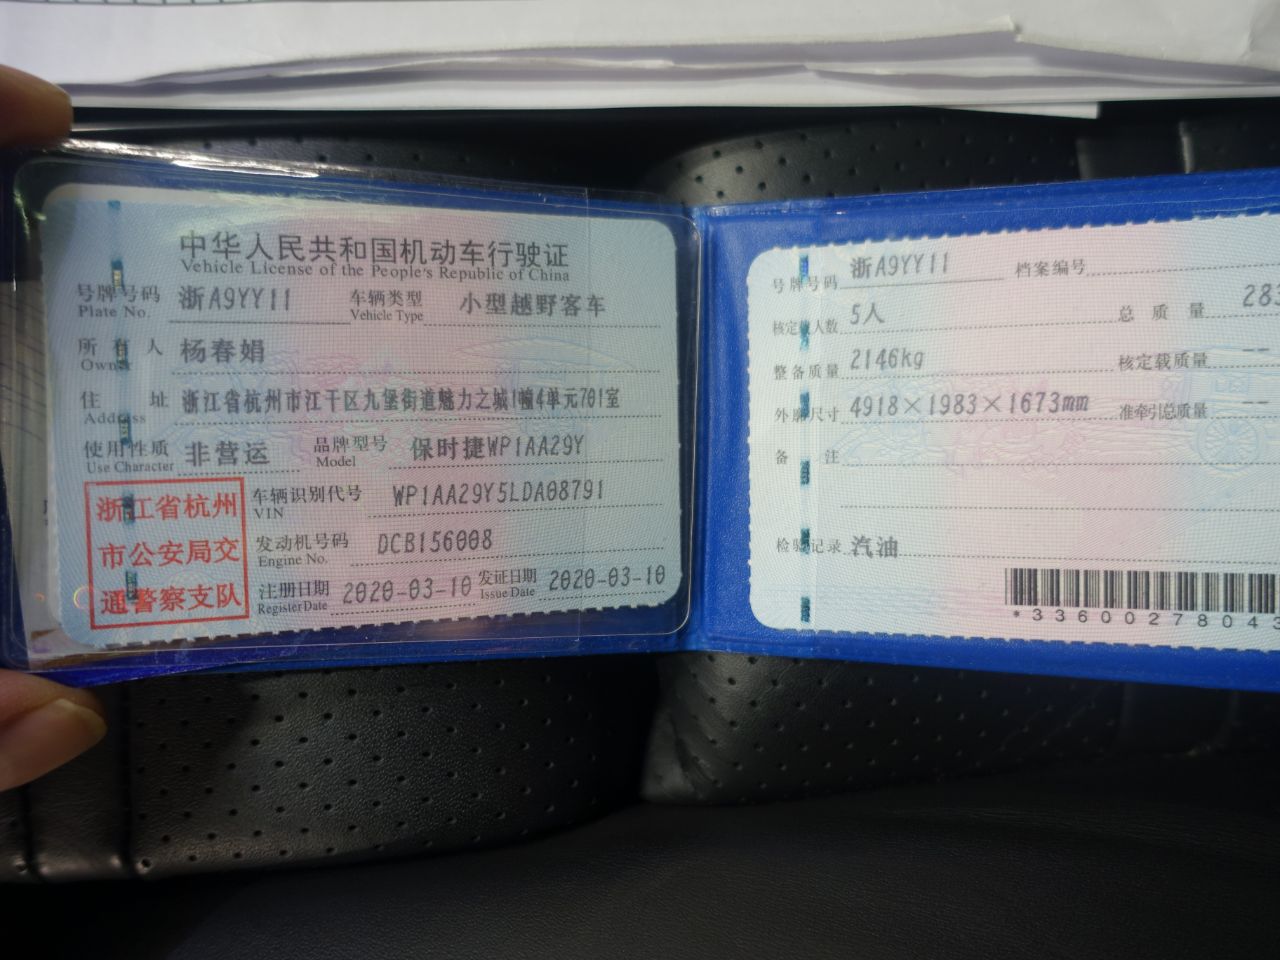 中华人民共和国机动车行驶证
Vehicle License of the People's Republic of China
号牌号码 浙A9YY11 车辆类型 小型越野客车
Plate No. Vehicle Type
所有人 杨春娟
Owner
住址 浙江省杭州市江干区九堡街道魅力之城1幢4单元701室
Address
使用性质 非营运 品牌型号 保时捷WP1AA29Y
Use Character Model
浙江省杭州
市公安局交
通警察支队
车辆识别代号 WP1AA29Y5LDA08791
VIN
发动机号码 DCB156008
Engine No.
注册日期 2020-03-10 发证日期 2020-03-10
Register Date Issue Date
号牌号码 浙A9YY11 档案编号
核定载人数 5人 总质量 283
整备质量 2146kg 核定载质量 --
外廓尺寸 4918×1983×1673mm 准牵引总质量 --
备注
检验记录 汽油
*33600278043